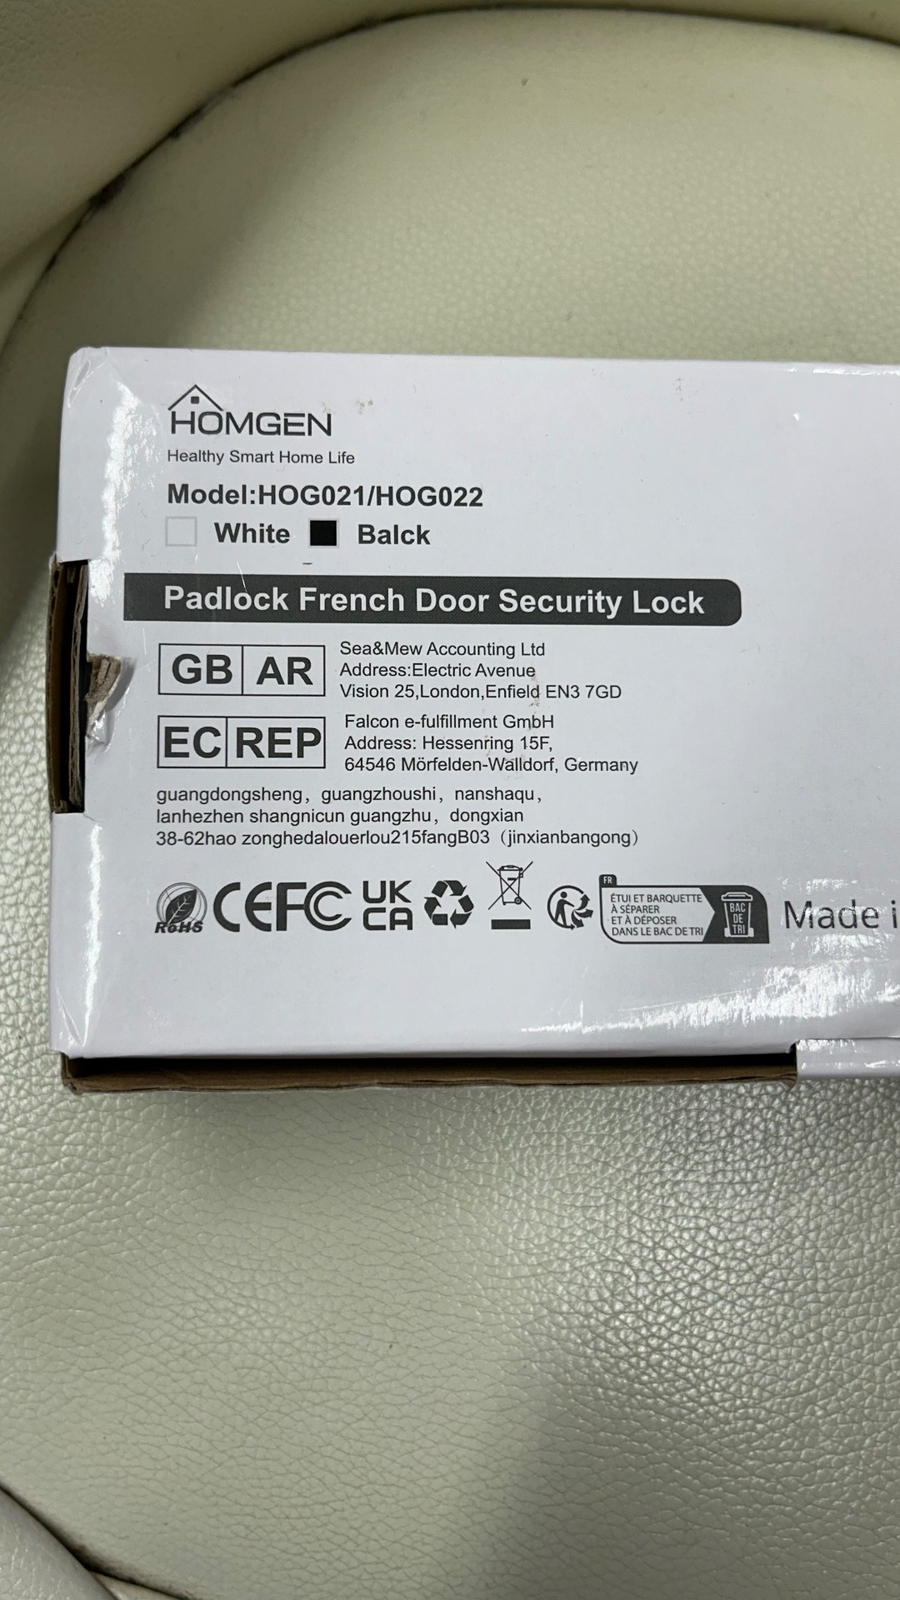 HOMGEN
Healthy Smart Home Life
Model:HOG021/HOG022
White Balck
Padlock French Door Security Lock
GB AR
Sea&Mew Accounting Ltd
Address:Electric Avenue
Vision 25,London,Enfield EN3 7GD
EC REP
Falcon e-fulfillment GmbH
Address: Hessenring 15F,
64546 Mörfelden-Walldorf, Germany
guangdongsheng，guangzhoushi，nanshaqu，
lanhezhen shangnicun guangzhu，dongxian
38-62hao zonghedalouerlou215fangB03（jinxianbangong）
RoHS CE FC UK
CA
FR
ÉTUI ET BARQUETTE
À SÉPARER
ET À DÉPOSER
DANS LE BAC DE TRI
BAC
DE
TRI
Made i